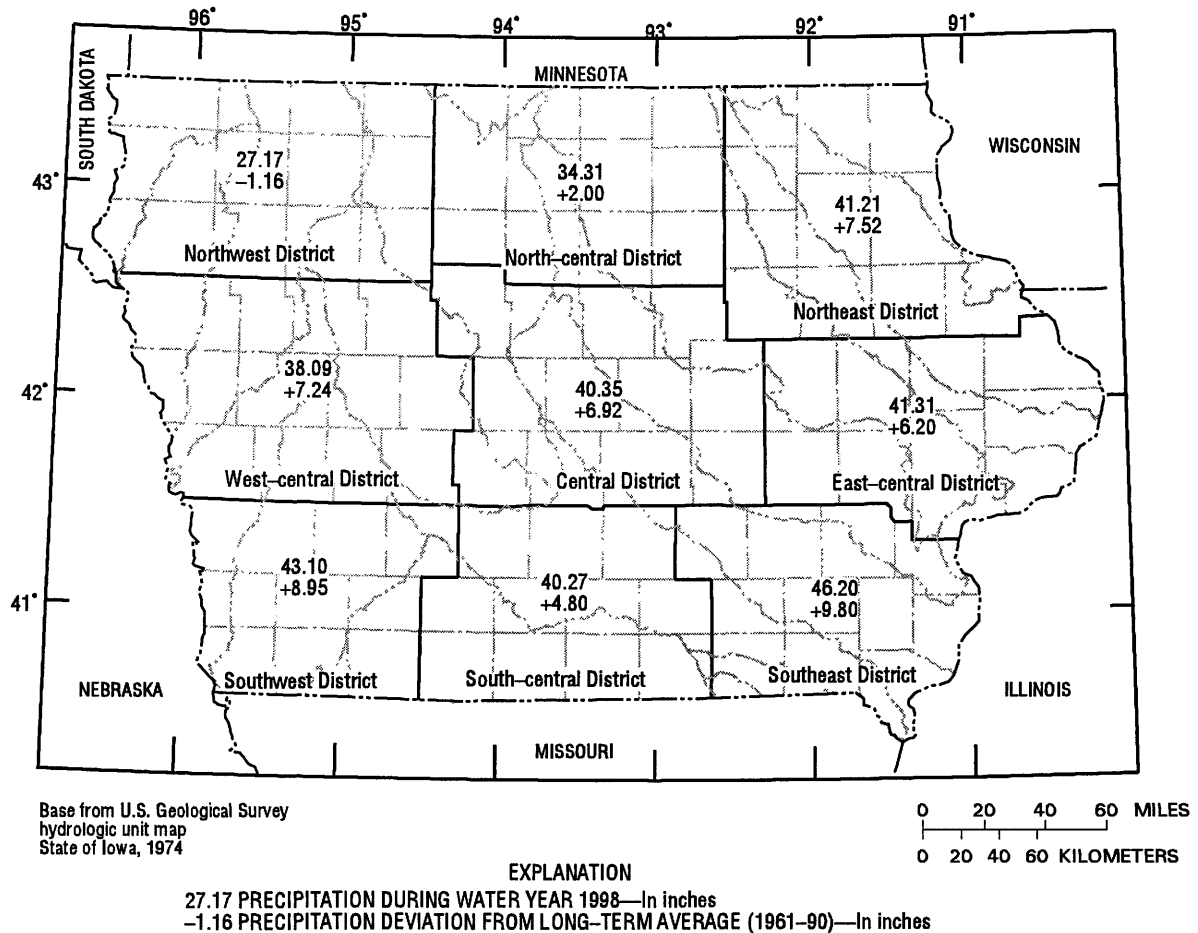 96° 95° 94° 93° 92° 91°
MINNESOTA
SOUTH DAKOTA
WISCONSIN
43°
27.17
–1.16
34.31
+2.00
41.21
+7.52
Northwest District
North–central District
Northeast District
42°
38.09
+7.24
40.35
+6.92
41.31
+6.20
West–central District
Central District
East–central District
41°
43.10
+8.95
40.27
+4.80
46.20
+9.80
Southwest District
South–central District
Southeast District
NEBRASKA
ILLINOIS
MISSOURI
Base from U.S. Geological Survey
hydrologic unit map
State of Iowa, 1974
0 20 40 60 MILES
0 20 40 60 KILOMETERS
EXPLANATION
27.17 PRECIPITATION DURING WATER YEAR 1998—In inches
–1.16 PRECIPITATION DEVIATION FROM LONG–TERM AVERAGE (1961–90)—In inches